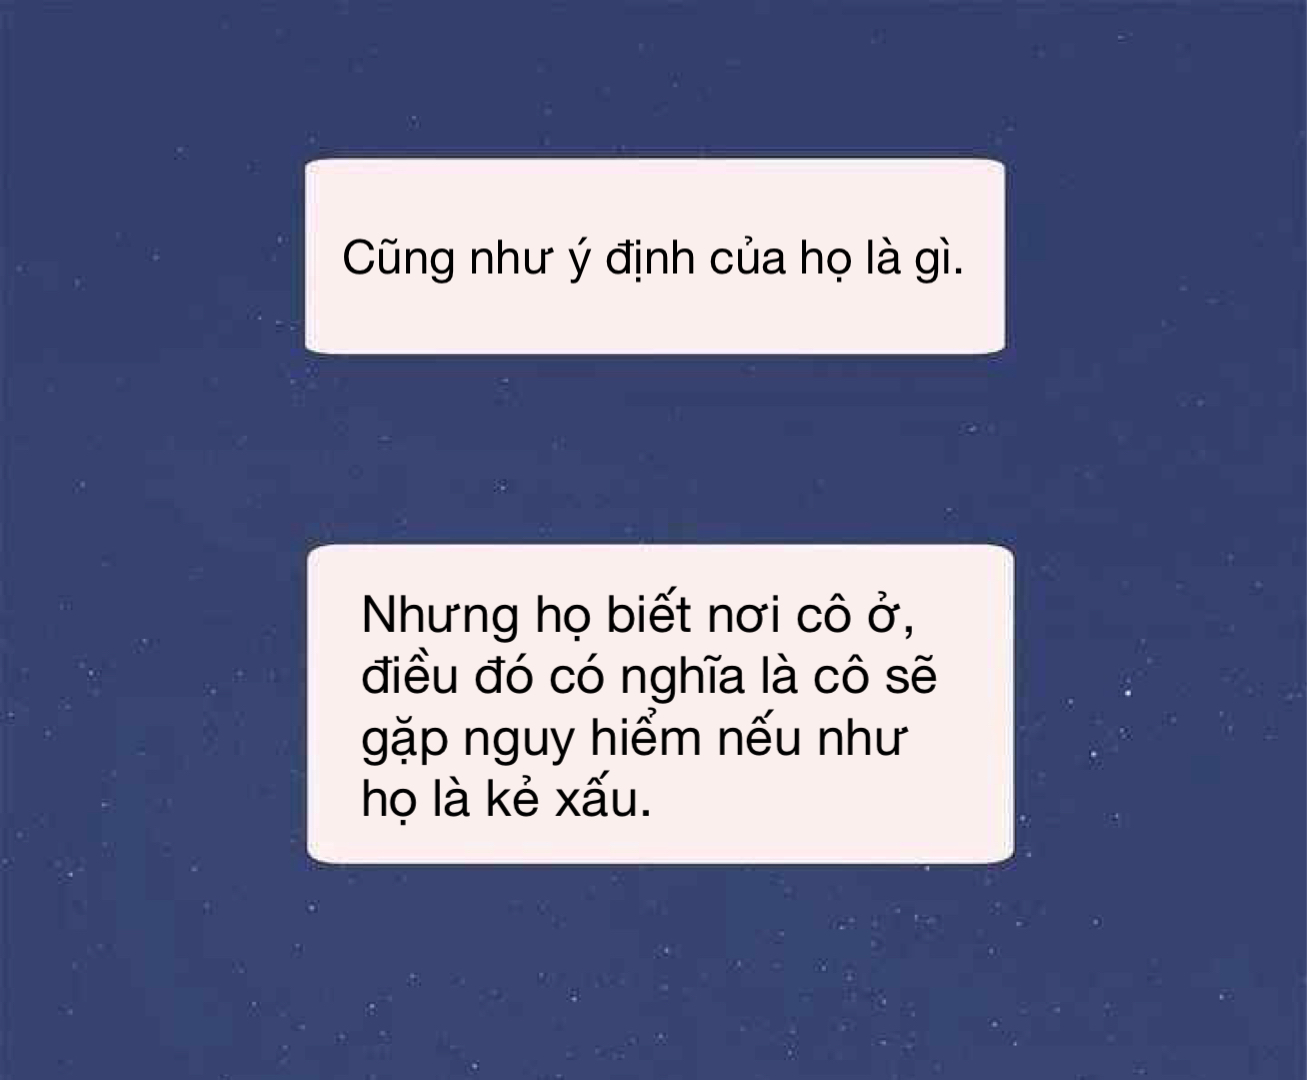 Cũng như ý định của họ là gì.
Nhưng họ biết nơi cô ở,
điều đó có nghĩa là cô sẽ
gặp nguy hiểm nếu như
họ là kẻ xấu.